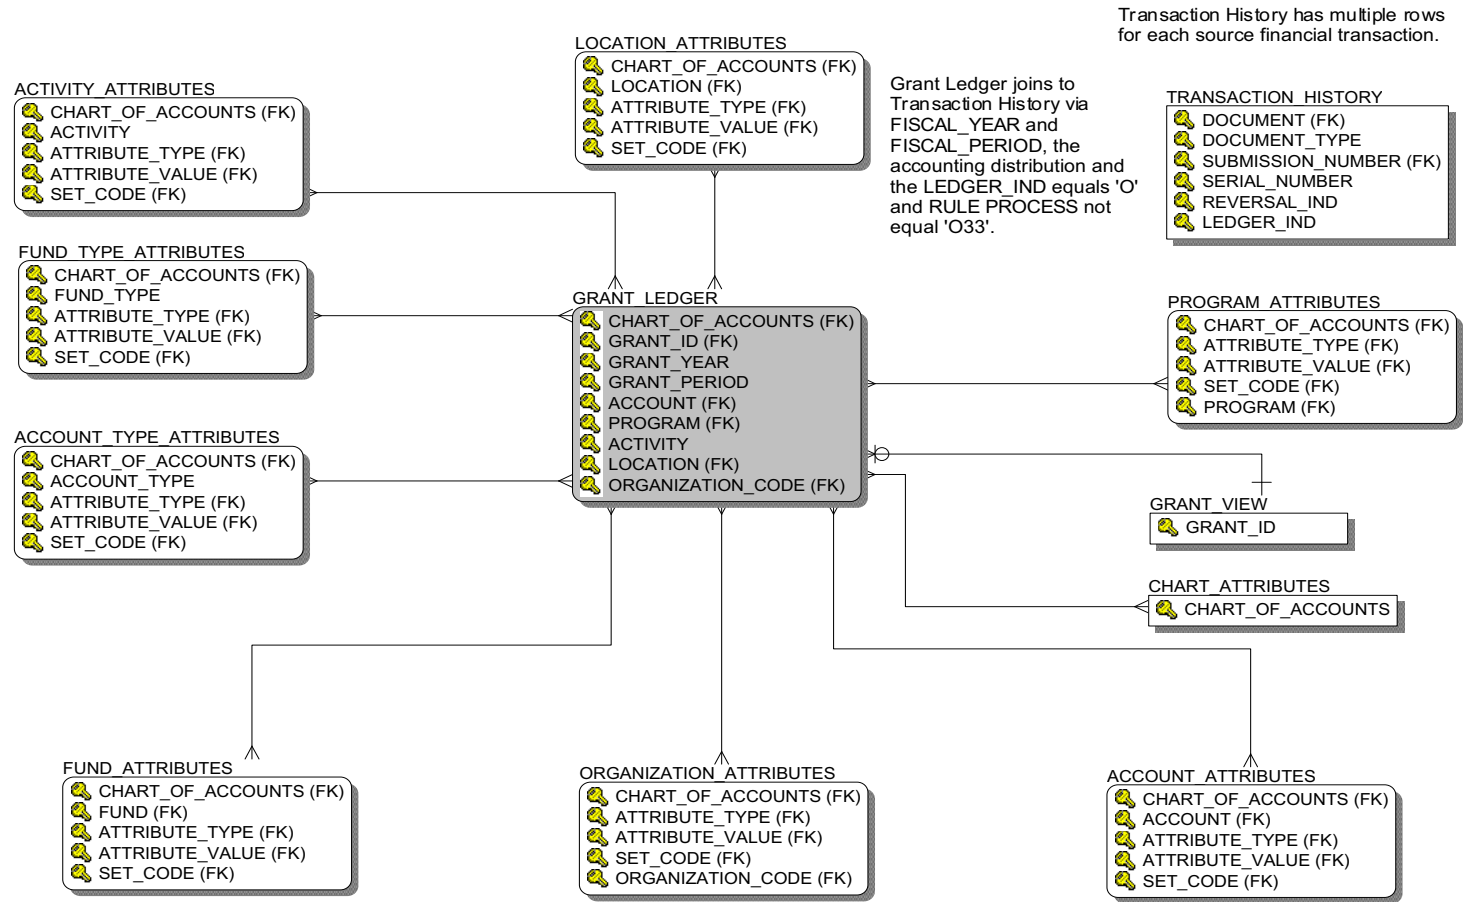 Transaction History has multiple rows
for each source financial transaction.
LOCATION_ATTRIBUTES
CHART_OF_ACCOUNTS (FK)
LOCATION (FK)
ATTRIBUTE_TYPE (FK)
ATTRIBUTE_VALUE (FK)
SET_CODE (FK)
ACTIVITY_ATTRIBUTES
CHART_OF_ACCOUNTS (FK)
ACTIVITY
ATTRIBUTE_TYPE (FK)
ATTRIBUTE_VALUE (FK)
SET_CODE (FK)
Grant Ledger joins to
Transaction History via
FISCAL_YEAR and
FISCAL_PERIOD, the
accounting distribution and
the LEDGER_IND equals 'O'
and RULE PROCESS not
equal 'O33'.
TRANSACTION_HISTORY
DOCUMENT (FK)
DOCUMENT_TYPE
SUBMISSION_NUMBER (FK)
SERIAL_NUMBER
REVERSAL_IND
LEDGER_IND
FUND_TYPE_ATTRIBUTES
CHART_OF_ACCOUNTS (FK)
FUND_TYPE
ATTRIBUTE_TYPE (FK)
ATTRIBUTE_VALUE (FK)
SET_CODE (FK)
GRANT_LEDGER
CHART_OF_ACCOUNTS (FK)
GRANT_ID (FK)
GRANT_YEAR
GRANT_PERIOD
ACCOUNT (FK)
PROGRAM (FK)
ACTIVITY
LOCATION (FK)
ORGANIZATION_CODE (FK)
PROGRAM_ATTRIBUTES
CHART_OF_ACCOUNTS (FK)
ATTRIBUTE_TYPE (FK)
ATTRIBUTE_VALUE (FK)
SET_CODE (FK)
PROGRAM (FK)
ACCOUNT_TYPE_ATTRIBUTES
CHART_OF_ACCOUNTS (FK)
ACCOUNT_TYPE
ATTRIBUTE_TYPE (FK)
ATTRIBUTE_VALUE (FK)
SET_CODE (FK)
GRANT_VIEW
GRANT_ID
CHART_ATTRIBUTES
CHART_OF_ACCOUNTS
FUND_ATTRIBUTES
CHART_OF_ACCOUNTS (FK)
FUND (FK)
ATTRIBUTE_TYPE (FK)
ATTRIBUTE_VALUE (FK)
SET_CODE (FK)
ORGANIZATION_ATTRIBUTES
CHART_OF_ACCOUNTS (FK)
ATTRIBUTE_TYPE (FK)
ATTRIBUTE_VALUE (FK)
SET_CODE (FK)
ORGANIZATION_CODE (FK)
ACCOUNT_ATTRIBUTES
CHART_OF_ACCOUNTS (FK)
ACCOUNT (FK)
ATTRIBUTE_TYPE (FK)
ATTRIBUTE_VALUE (FK)
SET_CODE (FK)